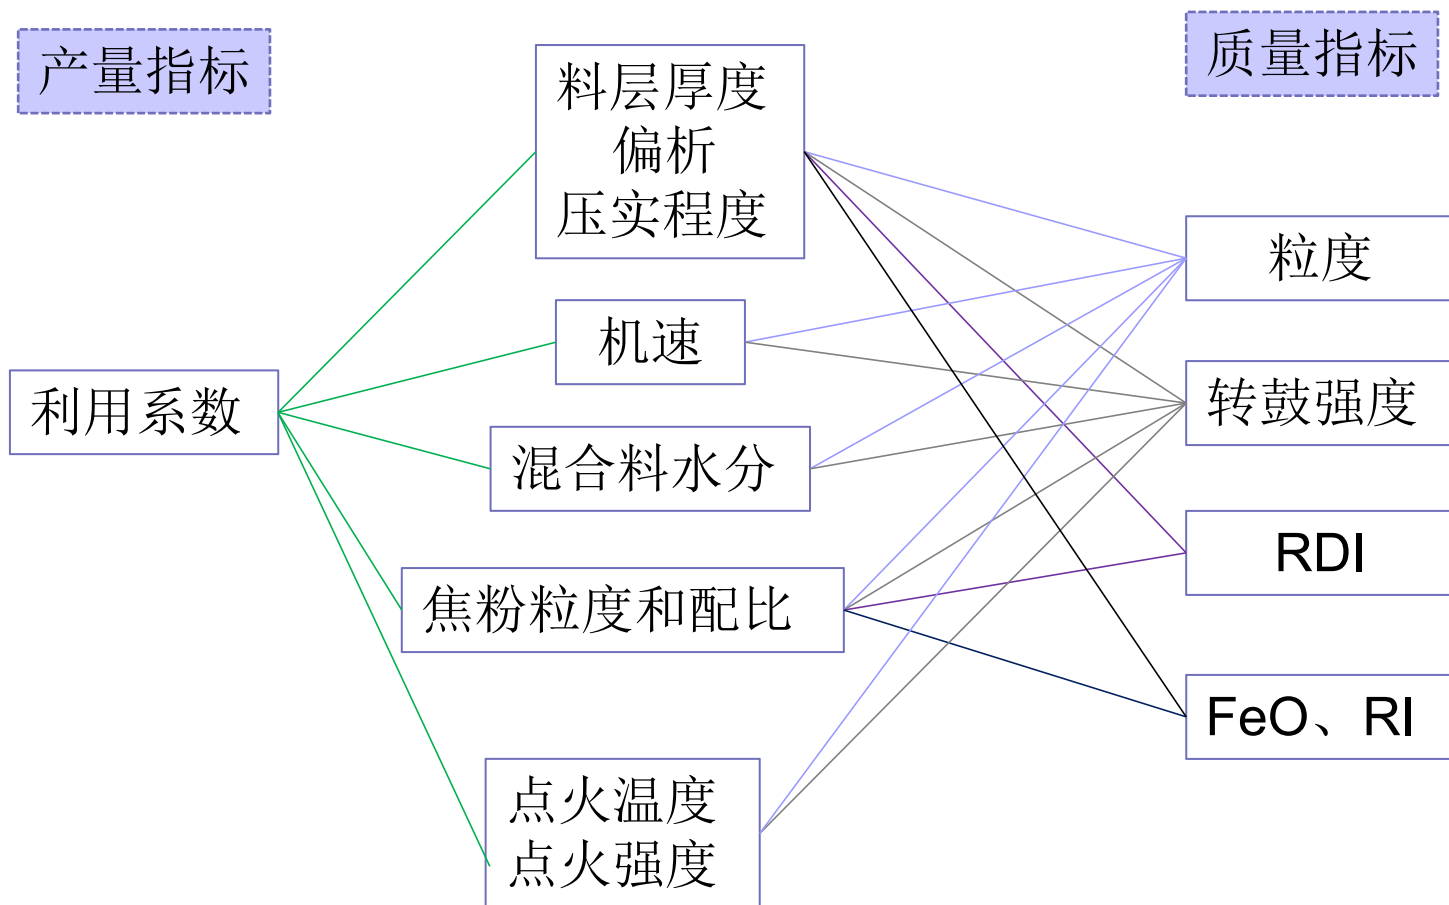 产量指标
质量指标
料层厚度
偏析
压实程度
机速
利用系数
混合料水分
焦粉粒度和配比
点火温度
点火强度
粒度
转鼓强度
RDI
FeO、RI